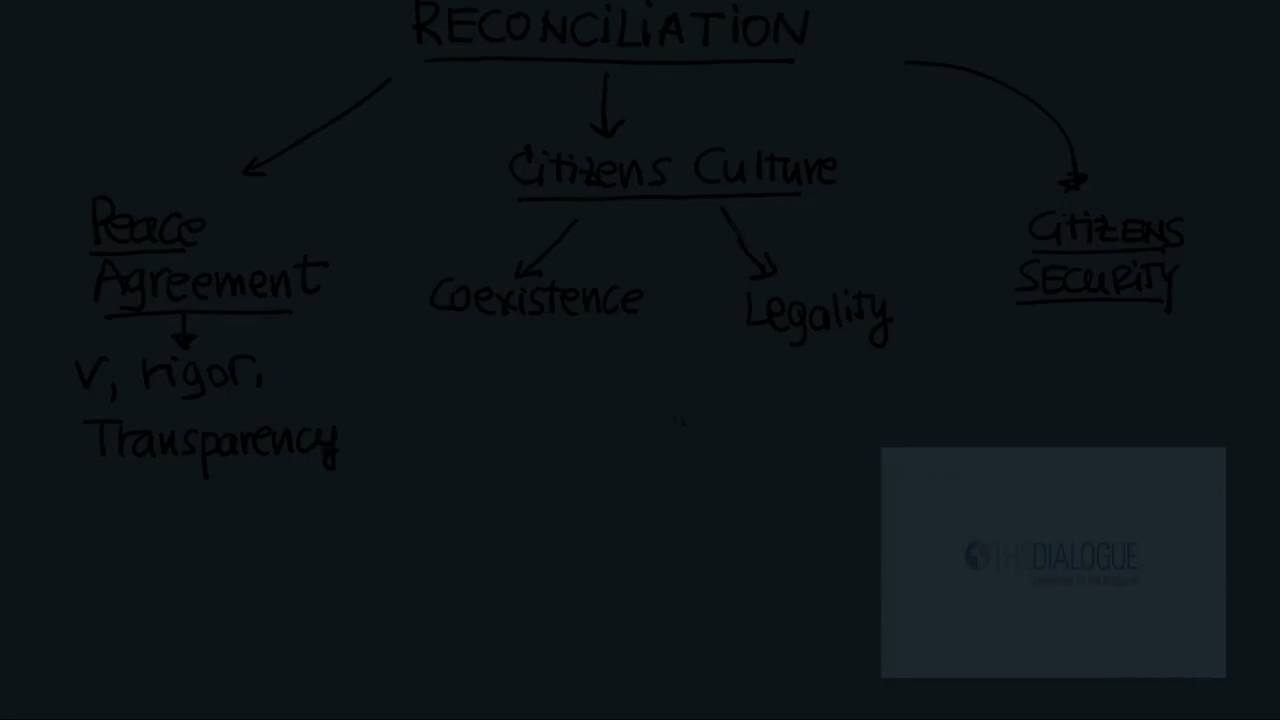 RECONCILIATION
Citizens Culture
Peace
Agreement
Citizens
Security
Coexistence
Legality
V, rigor,
Transparency
THE DIALOGUE